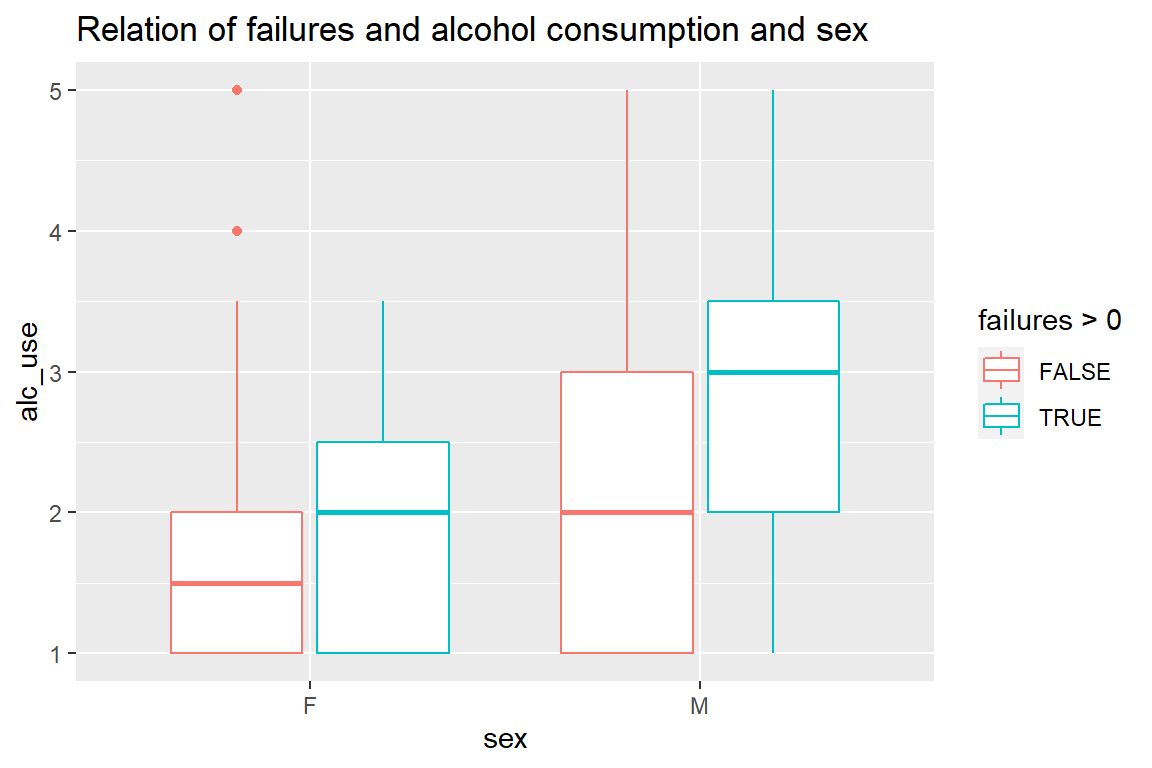 Relation of failures and alcohol consumption and sex
5
4
3
2
1
alc_use
F
M
sex
failures > 0
FALSE
TRUE